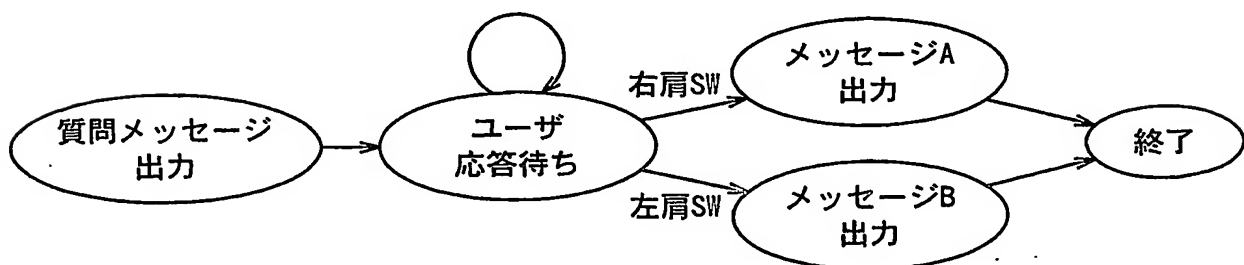 質問メッセージ
出力
ユーザ
応答待ち
右肩SW
左肩SW
メッセージA
出力
メッセージB
出力
終了